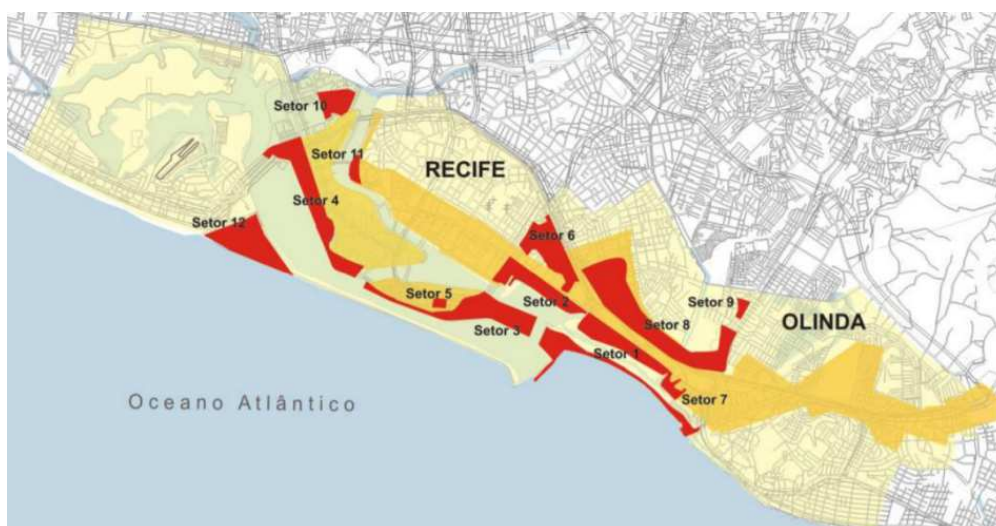 Setor 10
Setor 11
RECIFE
Setor 4
Setor 12
Setor 6
Setor 5
Setor 2
Setor 9
Setor 3
Setor 8
OLINDA
Setor 1
Setor 7
Oceano Atlântico